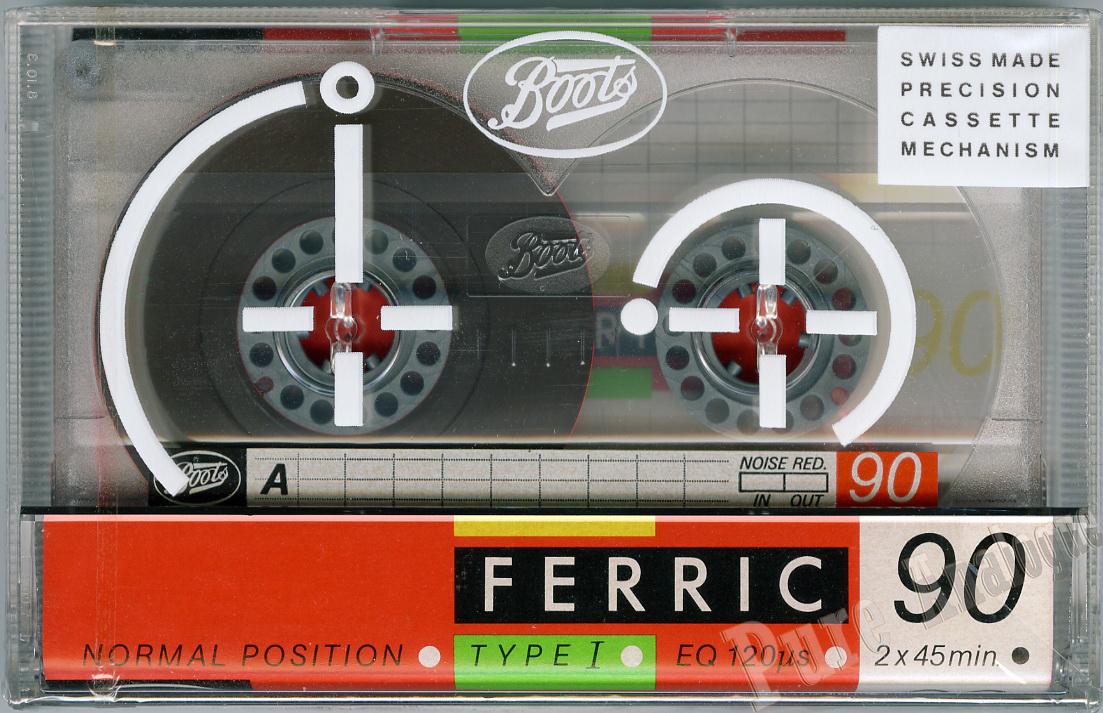 Boots
SWISS MADE
PRECISION
CASSETTE
MECHANISM
Boots
90
Boots
A
NOISE RED.
IN OUT
90
FERRIC
90
NORMAL POSITION
TYPE I
EQ 120µs
2x45min.
Pure Analogue